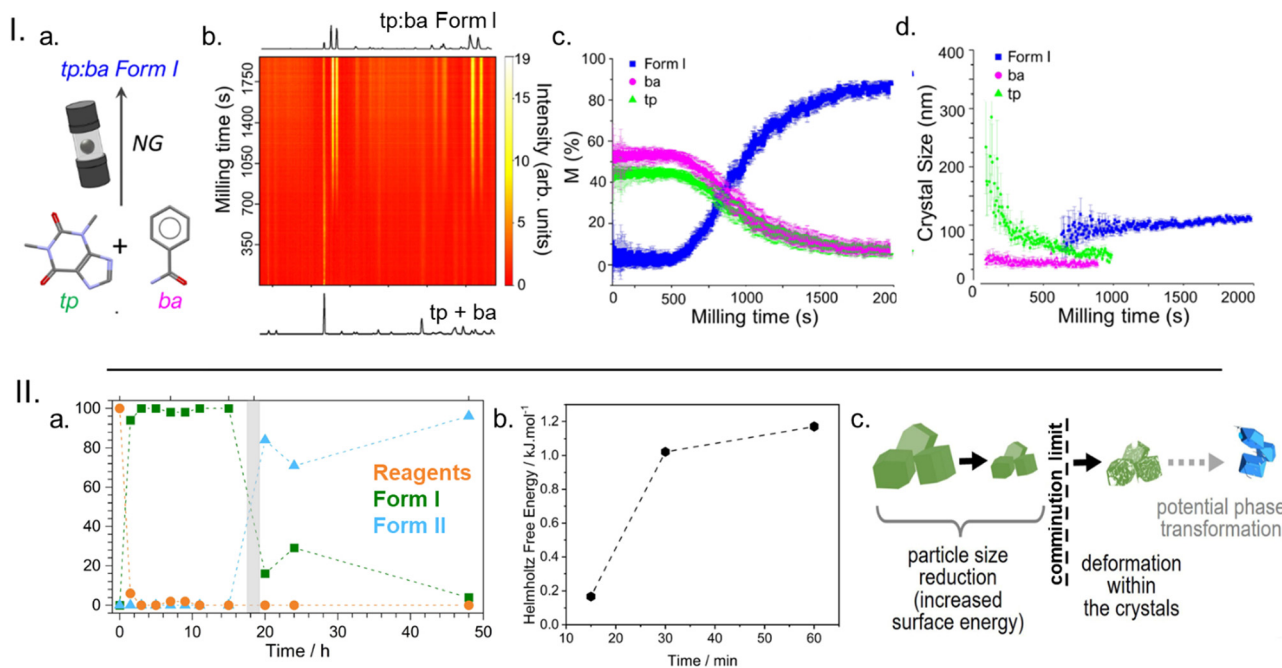 I.
a.
tp:ba Form I
NG
tp
+
ba
b.
tp:ba Form I
Milling time (s)
1750
1400
1050
700
350
19
15
10
5
0
Intensity (arb. units)
tp + ba
c.
Form I
ba
tp
M (%)
100
80
60
40
20
0
0
500
1000
1500
2000
Milling time (s)
d.
Form I
ba
tp
Crystal Size (nm)
400
300
200
100
0
0
500
1000
1500
2000
Milling time (s)
II.
a.
100
80
60
40
20
0
Reagents
Form I
Form II
0
10
20
30
40
50
Time / h
b.
Helmholtz Free Energy / kJ.mol⁻¹
1.2
1.0
0.8
0.6
0.4
0.2
0.0
10
20
30
40
50
60
Time / min
c.
particle size
reduction
(increased
surface energy)
comminution limit
deformation
within
the crystals
potential phase
transformation